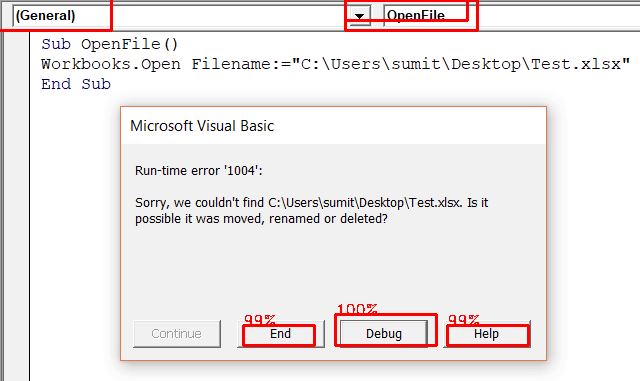 (General) OpenFile
Sub OpenFile()
Workbooks.Open Filename:="C:\Users\sumit\Desktop\Test.xlsx"
End Sub
Microsoft Visual Basic
Run-time error '1004':
Sorry, we couldn't find C:\Users\sumit\Desktop\Test.xlsx. Is it
possible it was moved, renamed or deleted?
99% 100% 99%
Continue End Debug Help